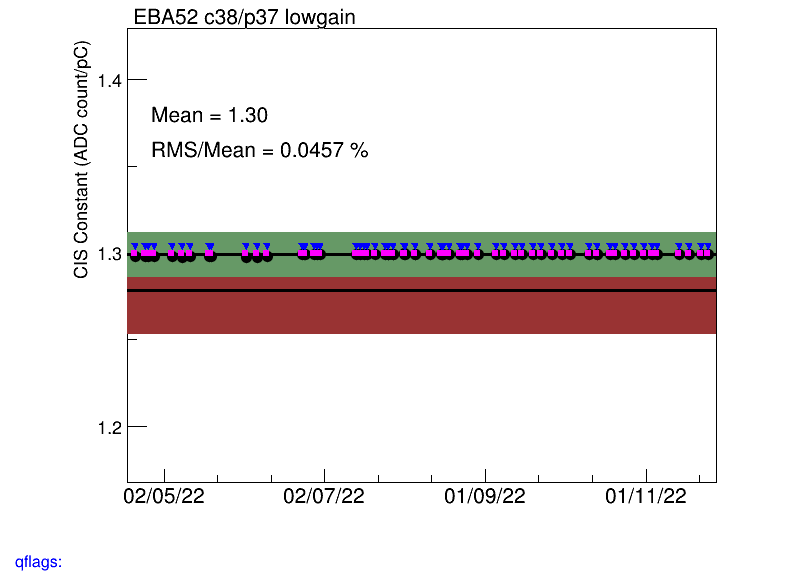 EBA52 c38/p37 lowgain
CIS Constant (ADC count/pC)
1.4
Mean = 1.30
RMS/Mean = 0.0457 %
1.3
1.2
02/05/22 02/07/22 01/09/22 01/11/22
qflags: